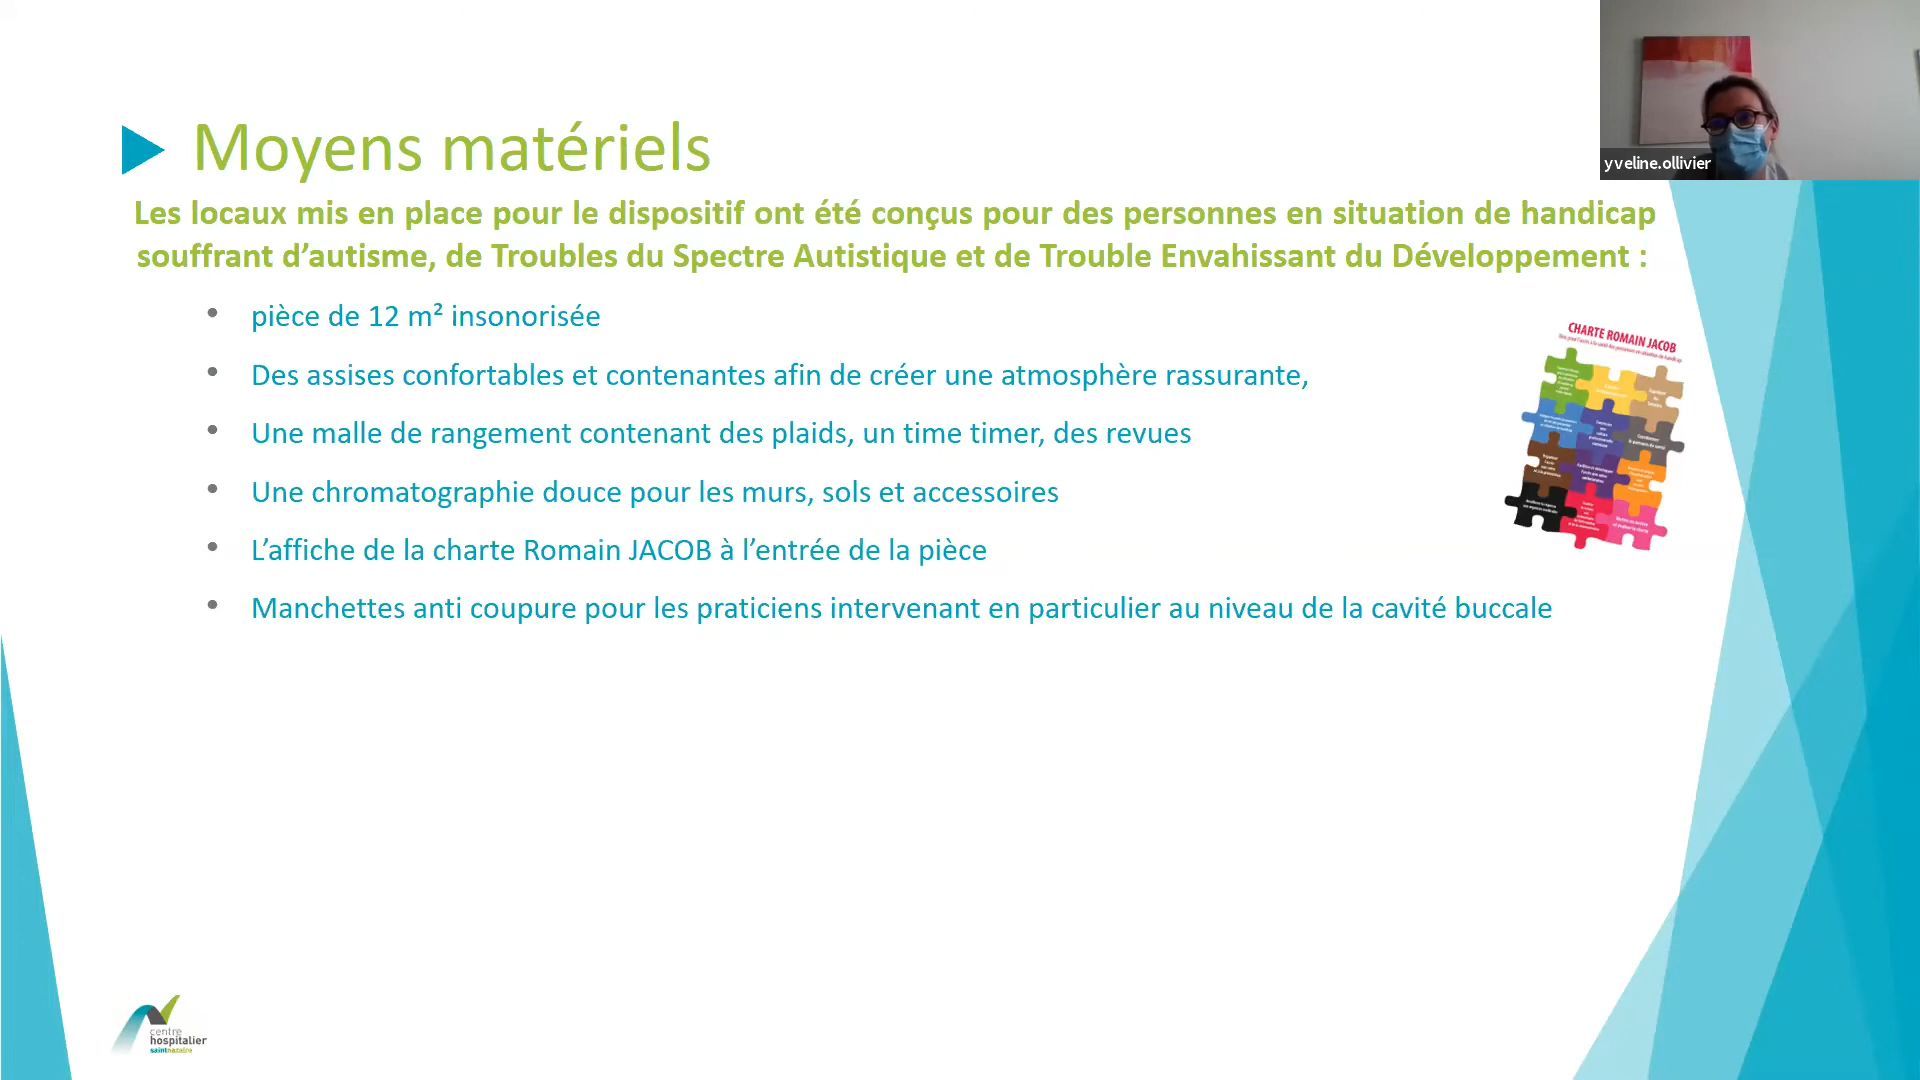 yveline.ollivier
Moyens matériels
Les locaux mis en place pour le dispositif ont été conçus pour des personnes en situation de handicap
souffrant d’autisme, de Troubles du Spectre Autistique et de Trouble Envahissant du Développement :
• pièce de 12 m² insonorisée
• Des assises confortables et contenantes afin de créer une atmosphère rassurante,
• Une malle de rangement contenant des plaids, un time timer, des revues
• Une chromatographie douce pour les murs, sols et accessoires
• L’affiche de la charte Romain JACOB à l’entrée de la pièce
• Manchettes anti coupure pour les praticiens intervenant en particulier au niveau de la cavité buccale
CHARTE ROMAIN JACOB
centre
hospitalier
saintnazaire